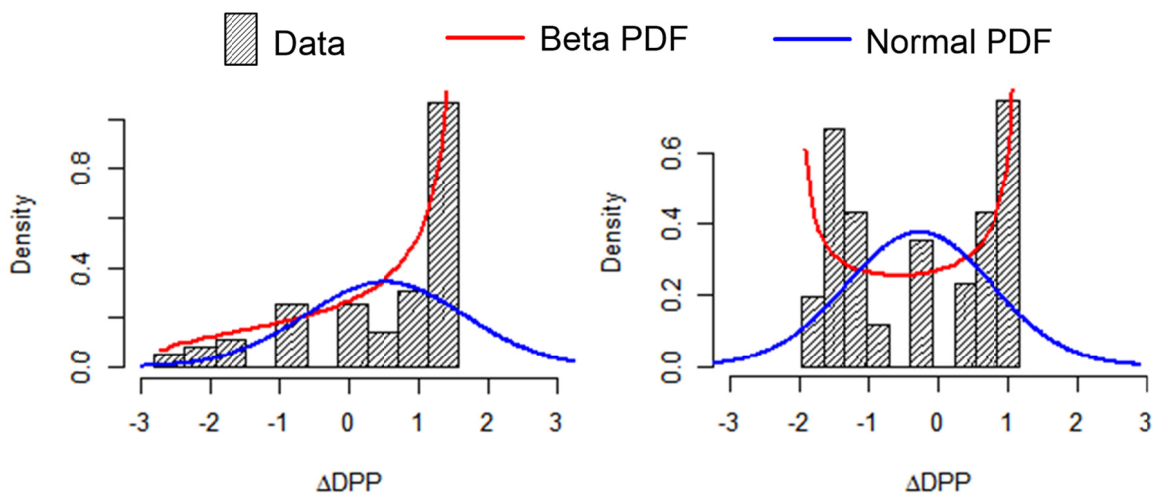 Data Beta PDF Normal PDF
Density
0.0 0.4 0.8
-3 -2 -1 0 1 2 3
ΔDPP
Density
0.0 0.2 0.4 0.6
-3 -2 -1 0 1 2 3
ΔDPP